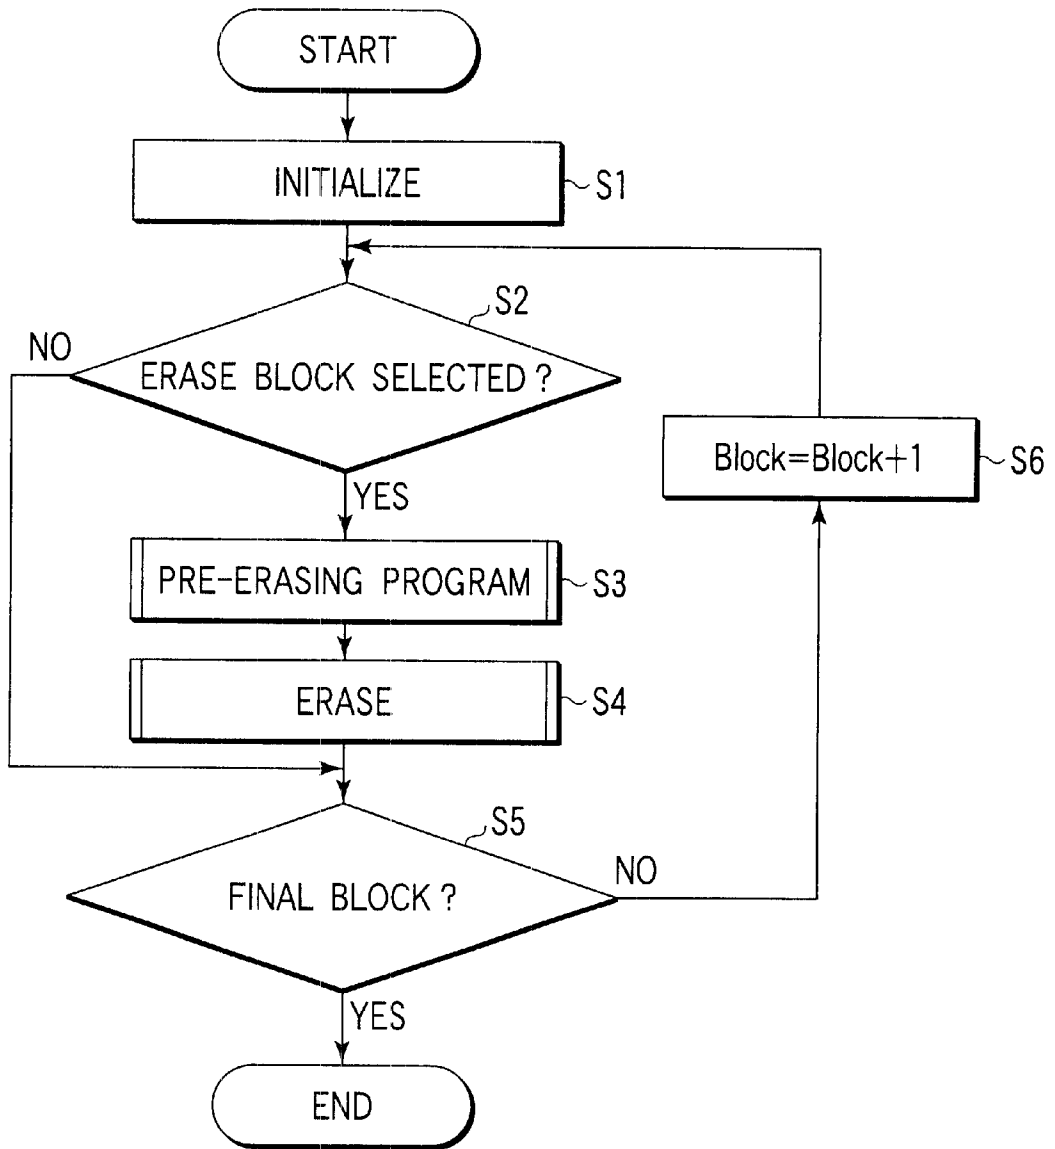 START
INITIALIZE
S1
S2
NO
ERASE BLOCK SELECTED ?
Block=Block+1
S6
YES
PRE-ERASING PROGRAM
S3
ERASE
S4
S5
NO
FINAL BLOCK ?
YES
END